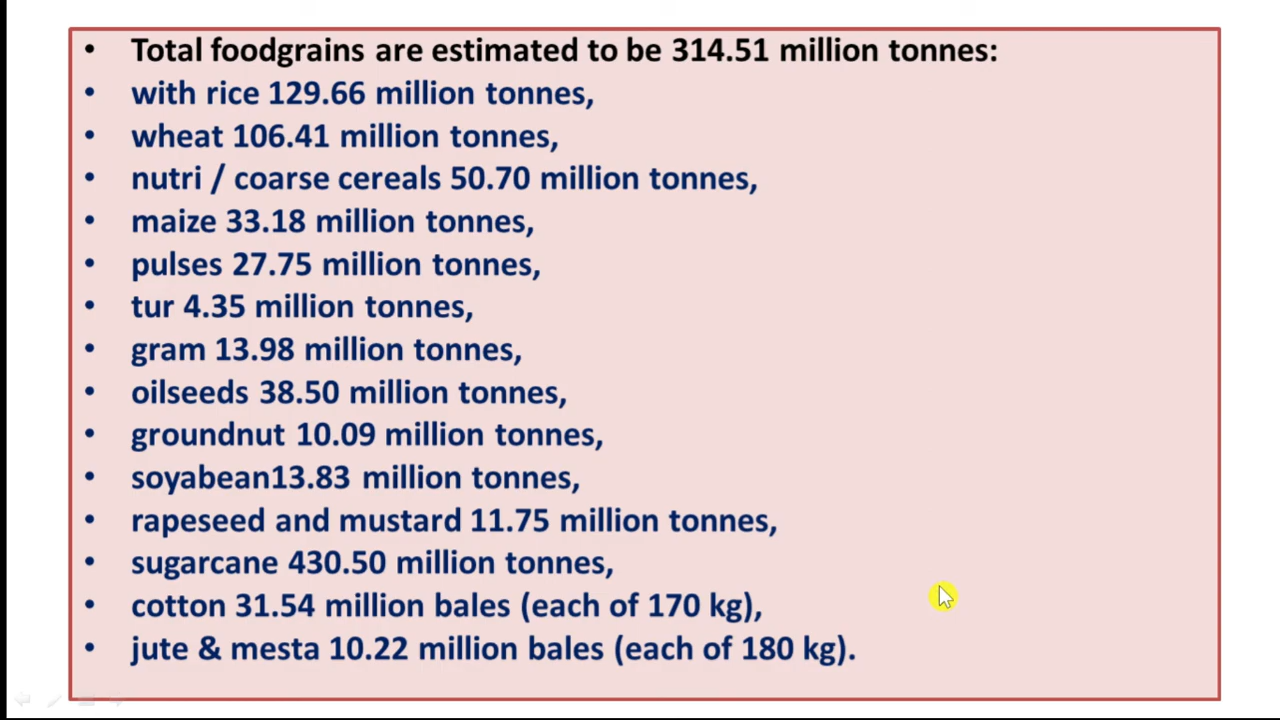 • Total foodgrains are estimated to be 314.51 million tonnes:
• with rice 129.66 million tonnes,
• wheat 106.41 million tonnes,
• nutri / coarse cereals 50.70 million tonnes,
• maize 33.18 million tonnes,
• pulses 27.75 million tonnes,
• tur 4.35 million tonnes,
• gram 13.98 million tonnes,
• oilseeds 38.50 million tonnes,
• groundnut 10.09 million tonnes,
• soyabean13.83 million tonnes,
• rapeseed and mustard 11.75 million tonnes,
• sugarcane 430.50 million tonnes,
• cotton 31.54 million bales (each of 170 kg),
• jute & mesta 10.22 million bales (each of 180 kg).